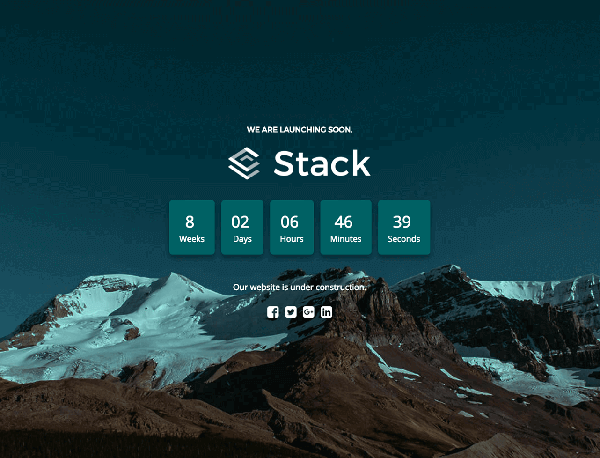 WE ARE LAUNCHING SOON.
Stack
8 02 06 46 39
Weeks Days Hours Minutes Seconds
Our website is under construction.